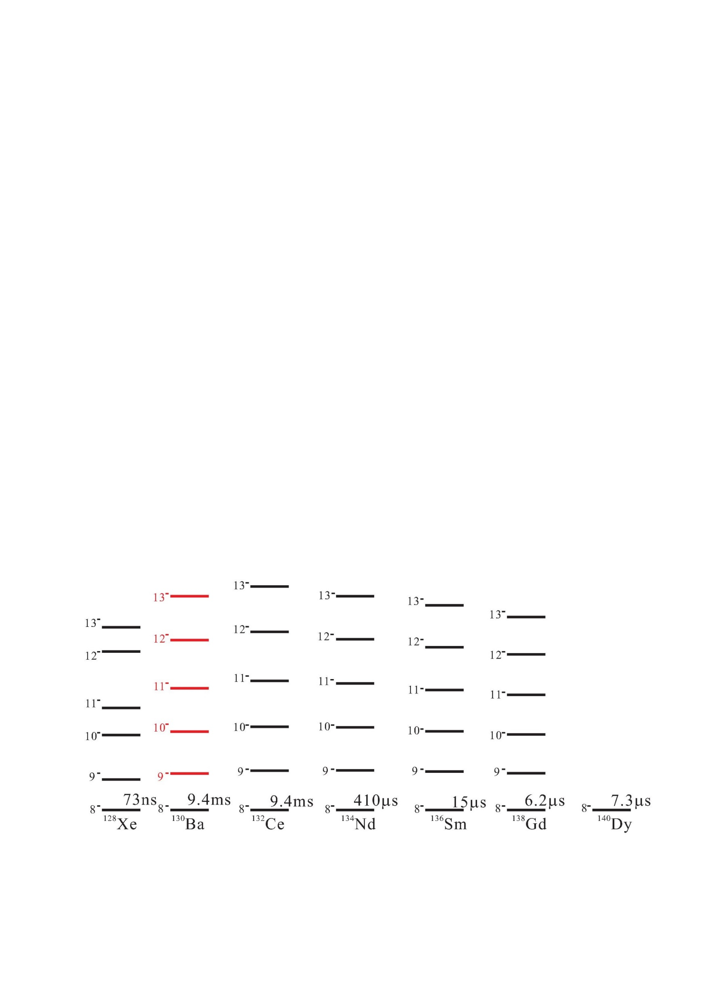 13-
13-
13-
13-
13-
13-
12-
12-
12-
12-
12-
12-
11-
11-
11-
11-
11-
11-
10-
10-
10-
10-
10-
10-
9-
9-
9-
9-
9-
9-
8- 73ns
8- 9.4ms
8- 9.4ms
8- 410μs
8- 15μs
8- 6.2μs
8- 7.3μs
128Xe
130Ba
132Ce
134Nd
136Sm
138Gd
140Dy